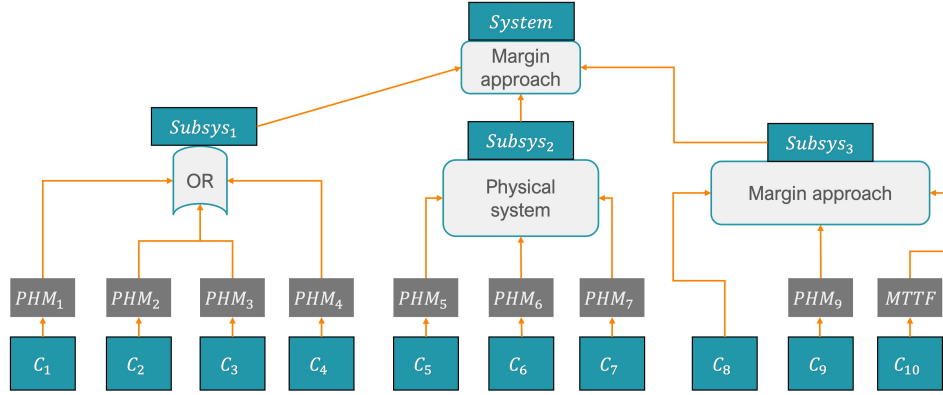 System
Margin
approach
Subsys₁
Subsys₂
Subsys₃
OR
Physical
system
Margin approach
PHM₁ PHM₂ PHM₃ PHM₄ PHM₅ PHM₆ PHM₇ PHM₉ MTTF
C₁ C₂ C₃ C₄ C₅ C₆ C₇ C₈ C₉ C₁₀